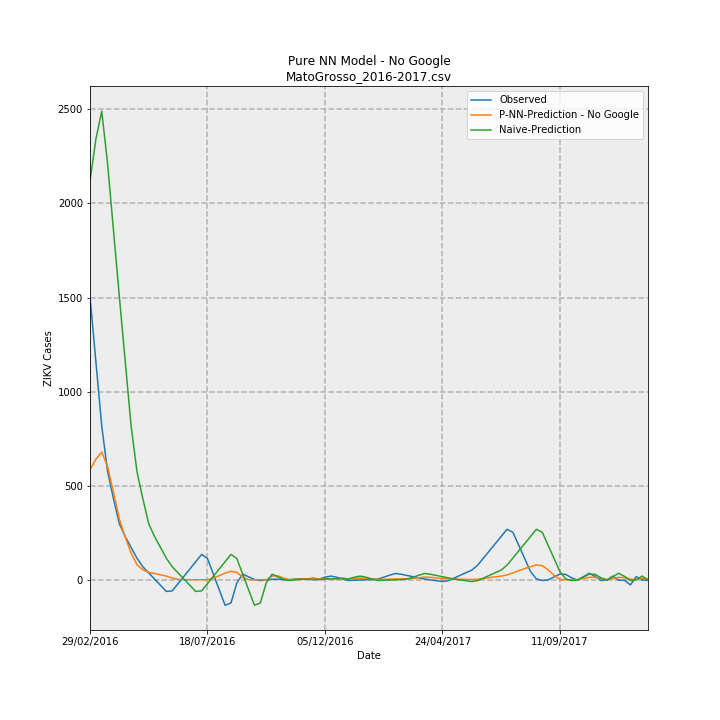 Pure NN Model - No Google
MatoGrosso_2016-2017.csv
Observed
P-NN-Prediction - No Google
Naive-Prediction
2500
2000
1500
1000
500
0
ZIKV Cases
29/02/2016
18/07/2016
05/12/2016
24/04/2017
11/09/2017
Date